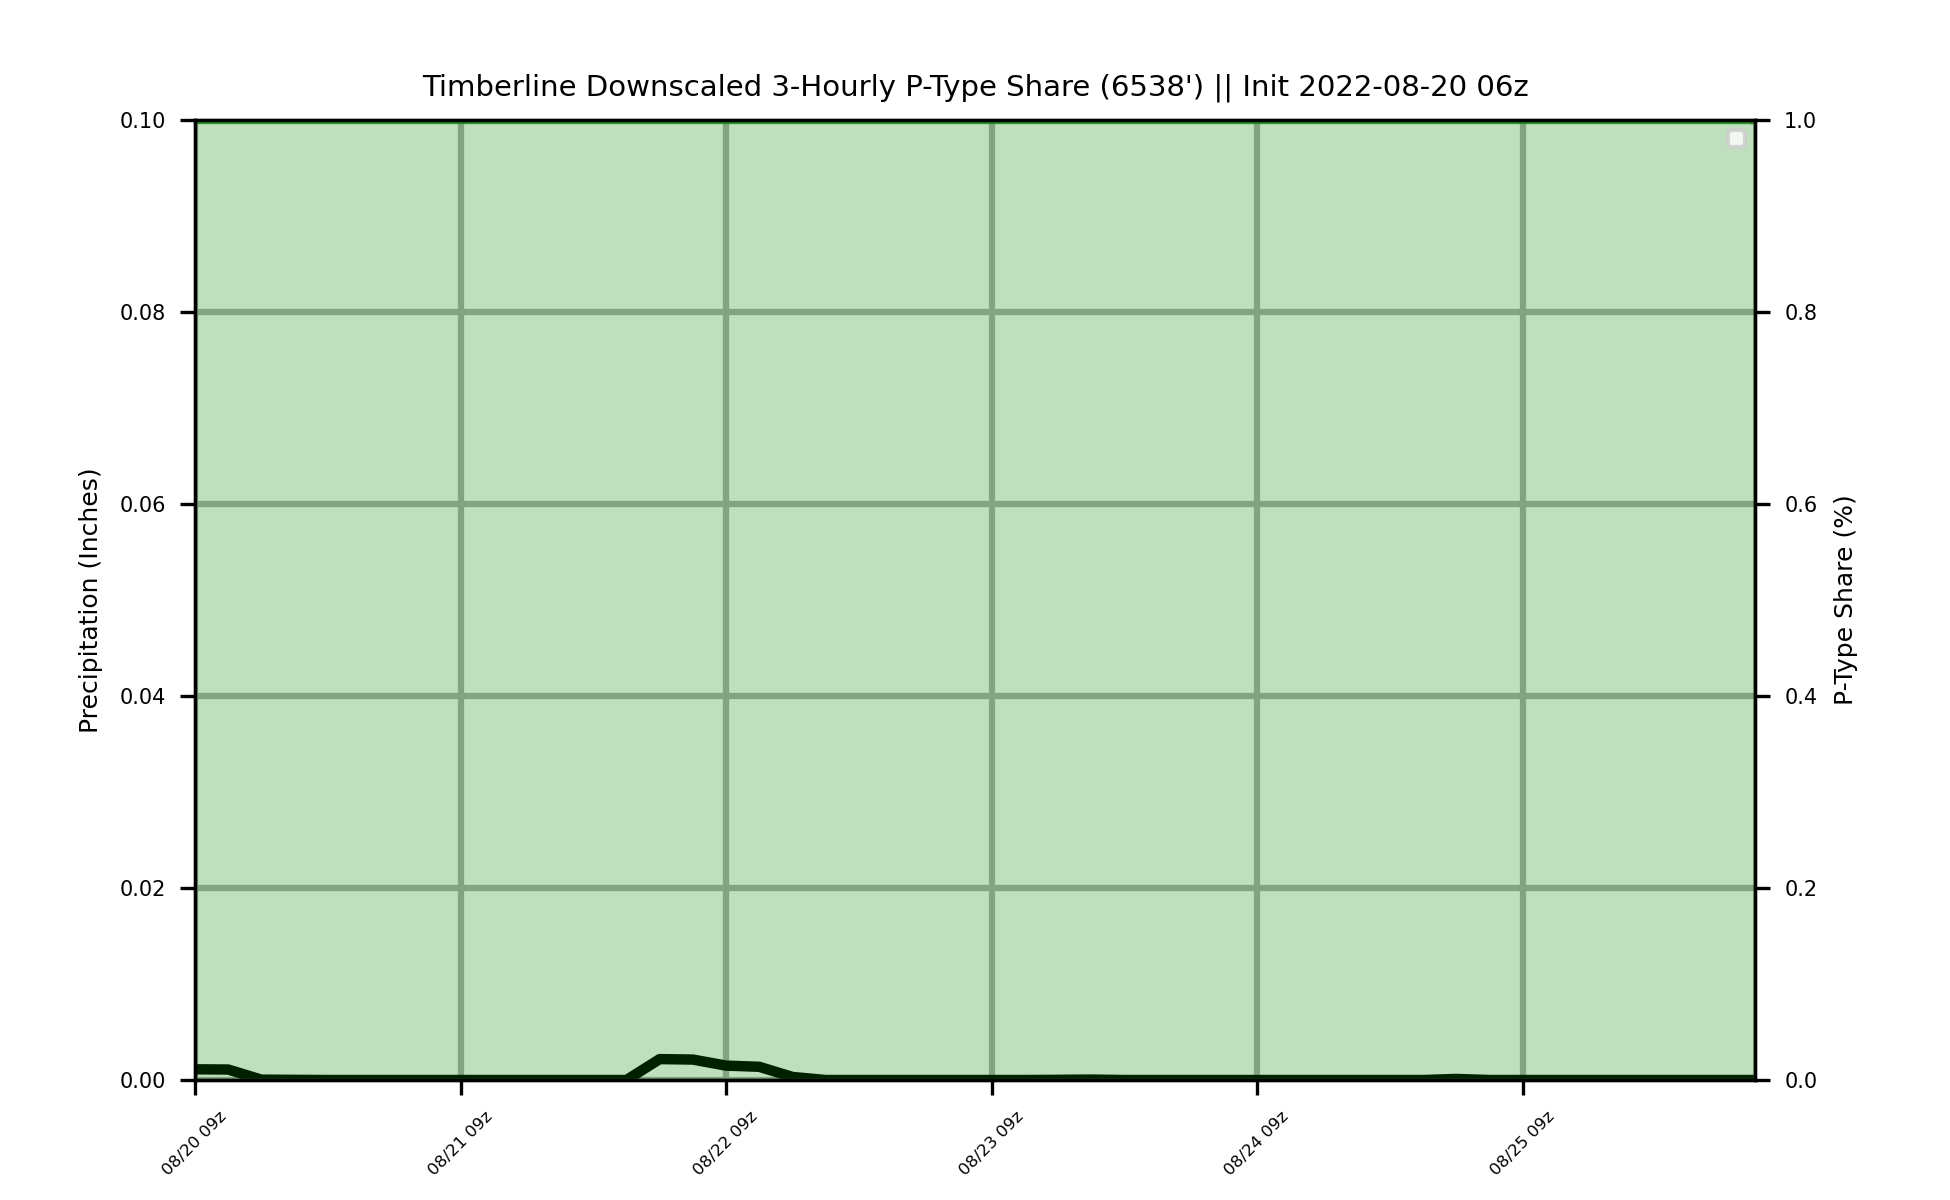 Timberline Downscaled 3-Hourly P-Type Share (6538') || Init 2022-08-20 06z
Precipitation (Inches)
0.10
0.08
0.06
0.04
0.02
0.00
1.0
0.8
0.6
0.4
0.2
0.0
P-Type Share (%)
08/20 09z
08/21 09z
08/22 09z
08/23 09z
08/24 09z
08/25 09z